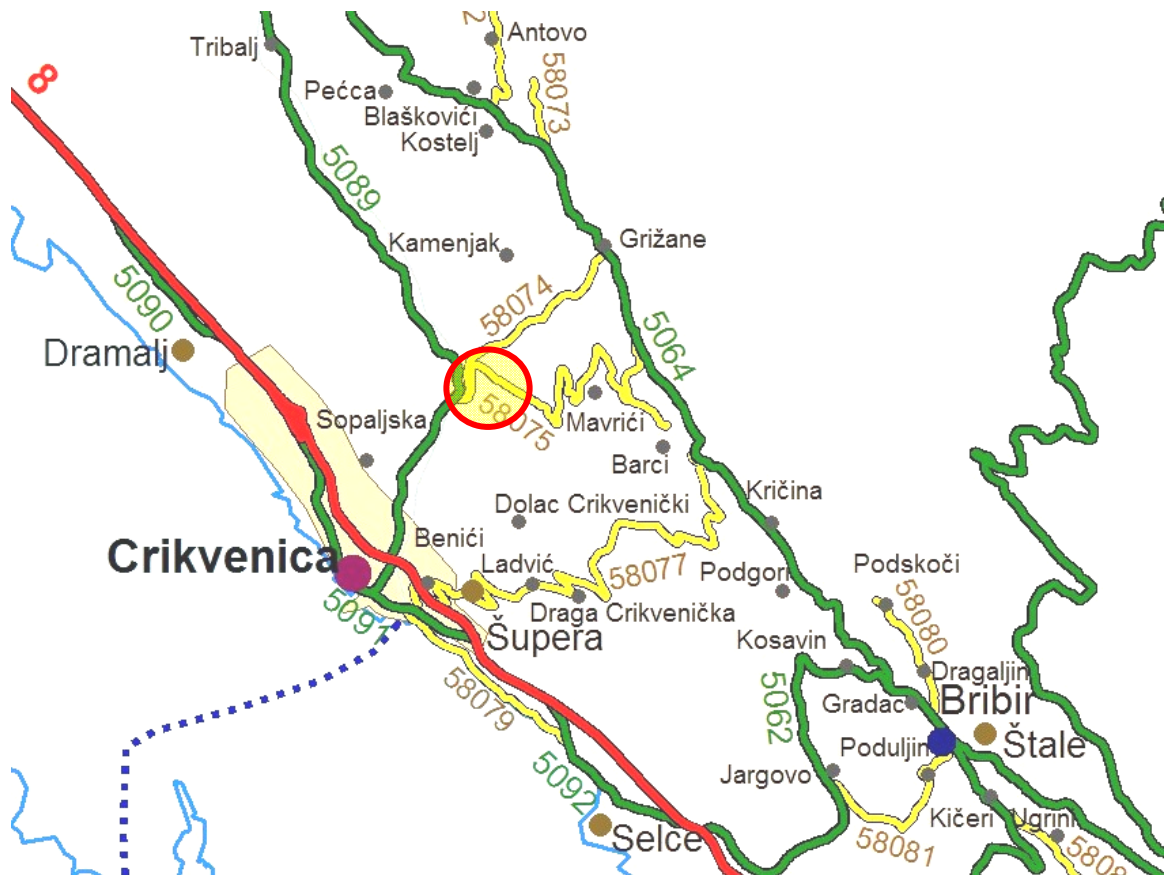 2
Antovo
Tribalj
8
58073
Pećca
Blaškovići
Kostelj
5089
Grižane
Kamenjak
5090
58074
5064
Dramalj
58075
Mavrići
Sopaljska
Barci
Kričina
Dolac Crikvenički
Benići
Crikvenica
Ladvić
58077
Podgori
Podskoči
5091
Draga Crikvenička
58080
Šupera
Kosavin
Dragaljin
58079
5062
Gradac
Bribir
Poduljin
Štale
5092
Jargovo
Kičeri
Ugrini
Selce
58081
5808